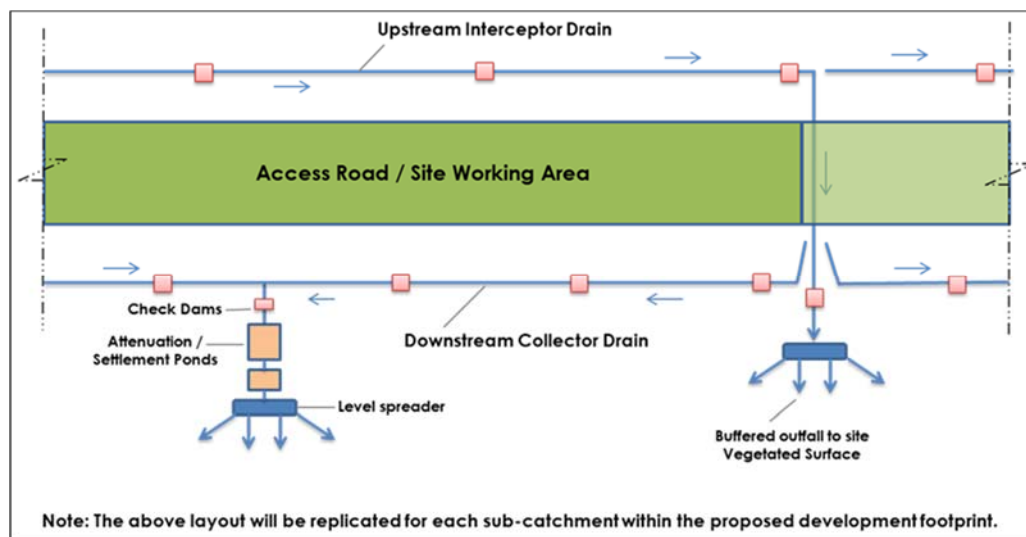 Upstream Interceptor Drain
Access Road / Site Working Area
Check Dams
Attenuation /
Settlement Ponds
Downstream Collector Drain
Level spreader
Buffered outfall to site
Vegetated Surface
Note: The above layout will be replicated for each sub-catchment within the proposed development footprint.